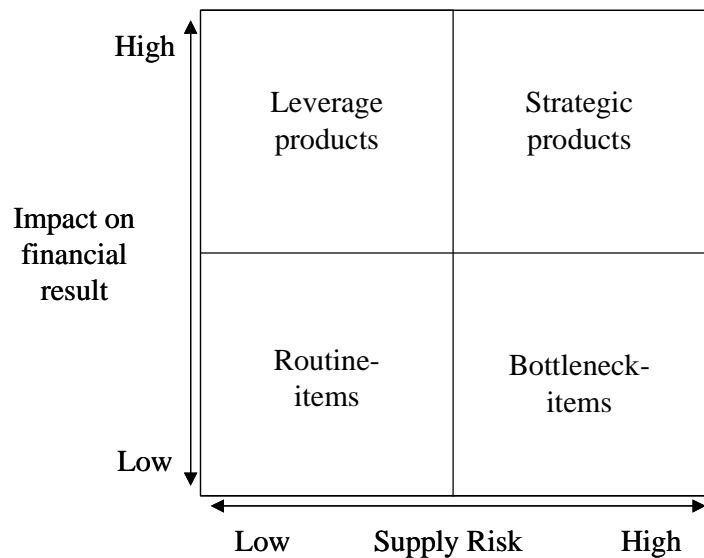 High
Leverage
products
Strategic
products
Impact on
financial
result
Routine-
items
Bottleneck-
items
Low
Low
Supply Risk
High